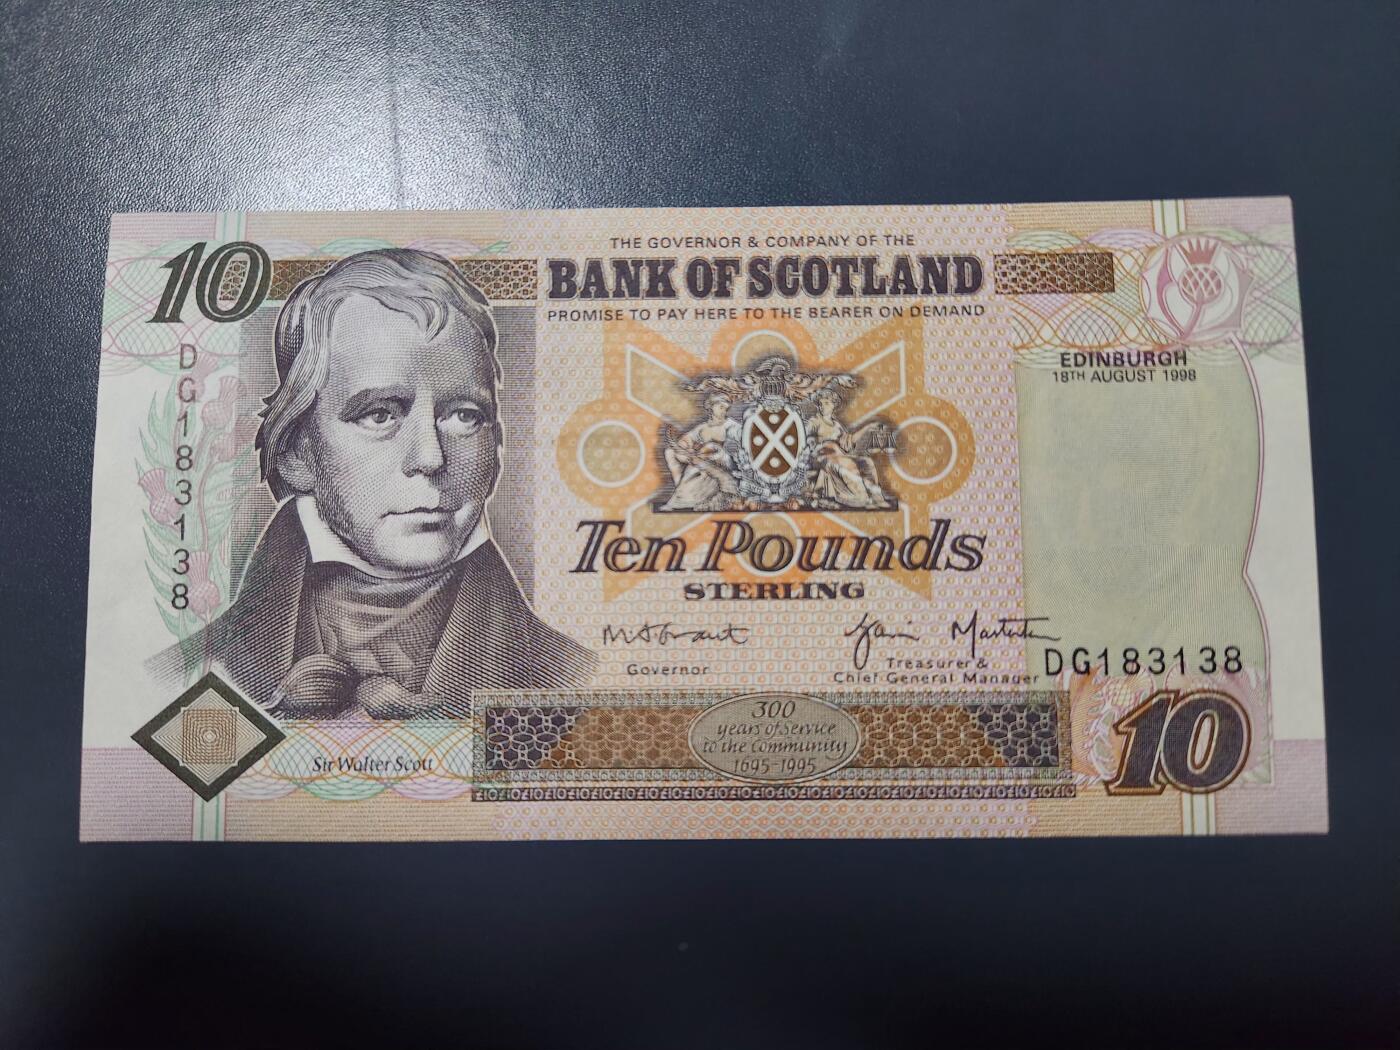 10
THE GOVERNOR & COMPANY OF THE
BANK OF SCOTLAND
PROMISE TO PAY HERE TO THE BEARER ON DEMAND
EDINBURGH
18TH AUGUST 1998
DG183138
Ten Pounds
STERLING
Governor
Treasurer &
Chief General Manager
DG183138
10
300
years of Service
to the Community
1695-1995
Sir Walter Scott